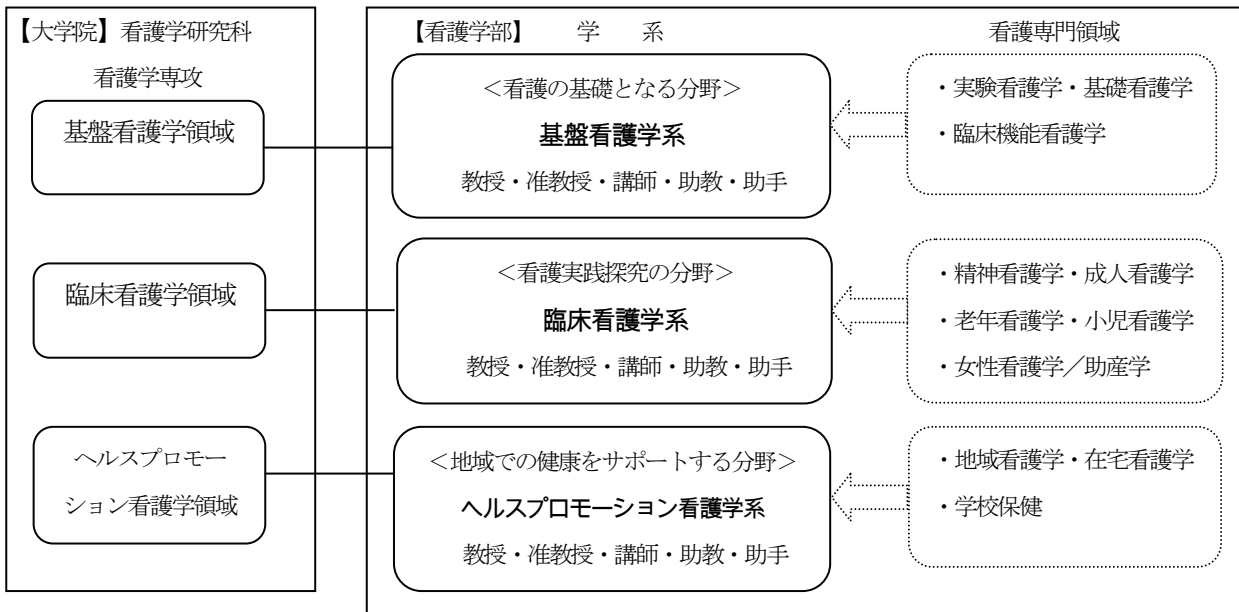 【大学院】看護学研究科
看護学専攻
基盤看護学領域
臨床看護学領域
ヘルスプロモー
ション看護学領域
【看護学部】 学 系
＜看護の基礎となる分野＞
基盤看護学系
教授・准教授・講師・助教・助手
＜看護実践探究の分野＞
臨床看護学系
教授・准教授・講師・助教・助手
＜地域での健康をサポートする分野＞
ヘルスプロモーション看護学系
教授・准教授・講師・助教・助手
看護専門領域
・実験看護学・基礎看護学
・臨床機能看護学
・精神看護学・成人看護学
・老年看護学・小児看護学
・女性看護学／助産学
・地域看護学・在宅看護学
・学校保健